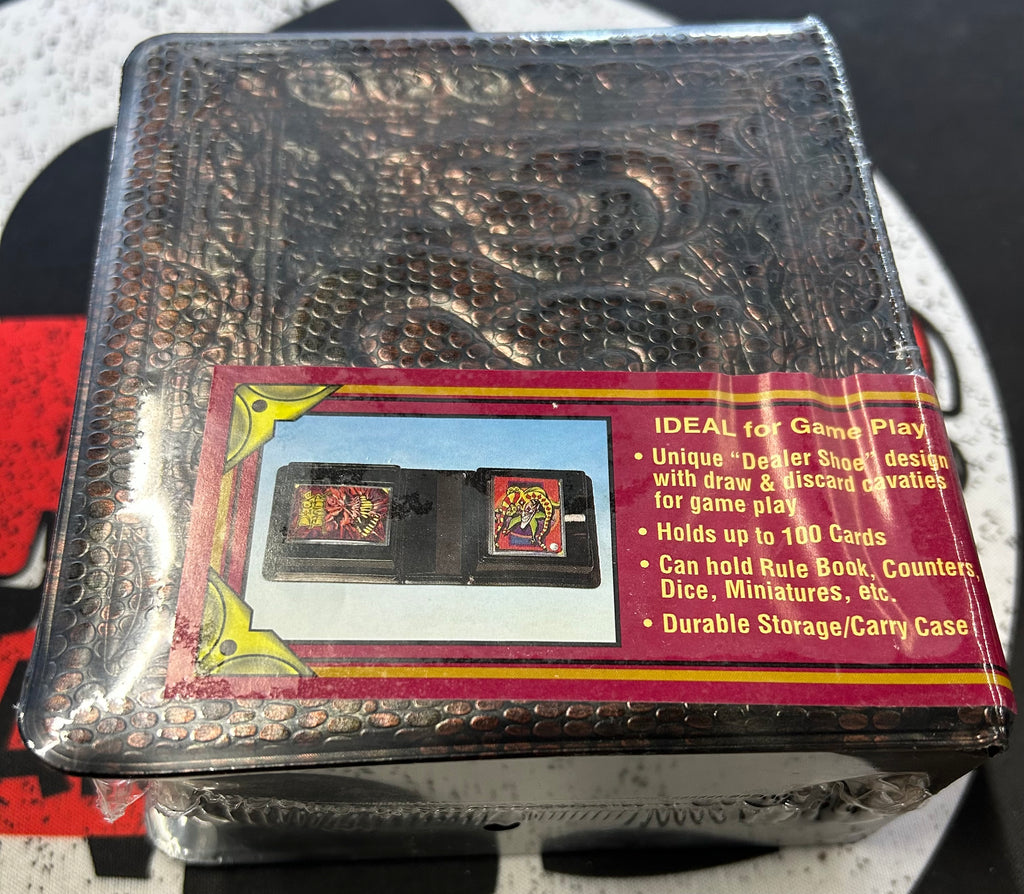 IDEAL for Game Play
• Unique "Dealer Shoe" design
with draw & discard cavaties
for game play
• Holds up to 100 Cards
• Can hold Rule Book, Counters,
Dice, Miniatures, etc.
• Durable Storage/Carry Case